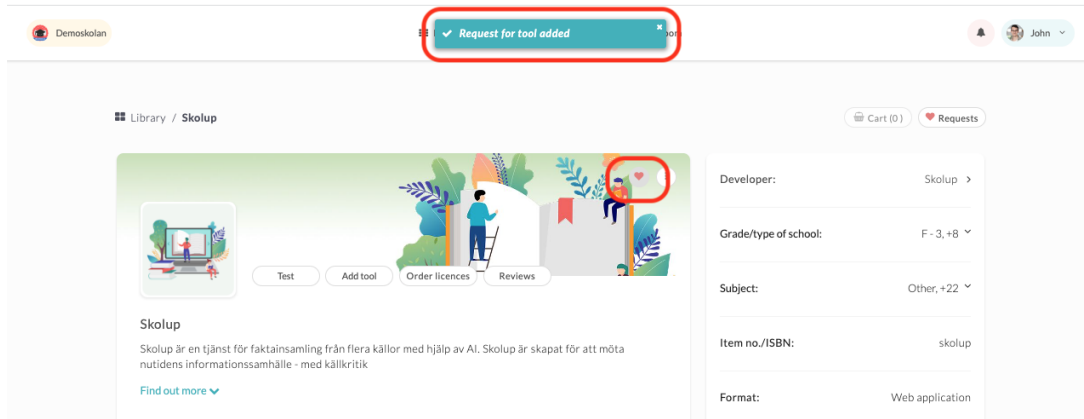 Demoskolan
Request for tool added
John
Library / Skolup
Cart (0)
Requests
Developer:
Skolup
Grade/type of school:
F - 3, +8
Test
Add tool
Order licences
Reviews
Subject:
Other, +22
Skolup
Skolup är en tjänst för faktainsamling från flera källor med hjälp av AI. Skolup är skapat för att möta
nutidens informationssamhälle - med källkritik
Find out more
Item no./ISBN:
skolup
Format:
Web application